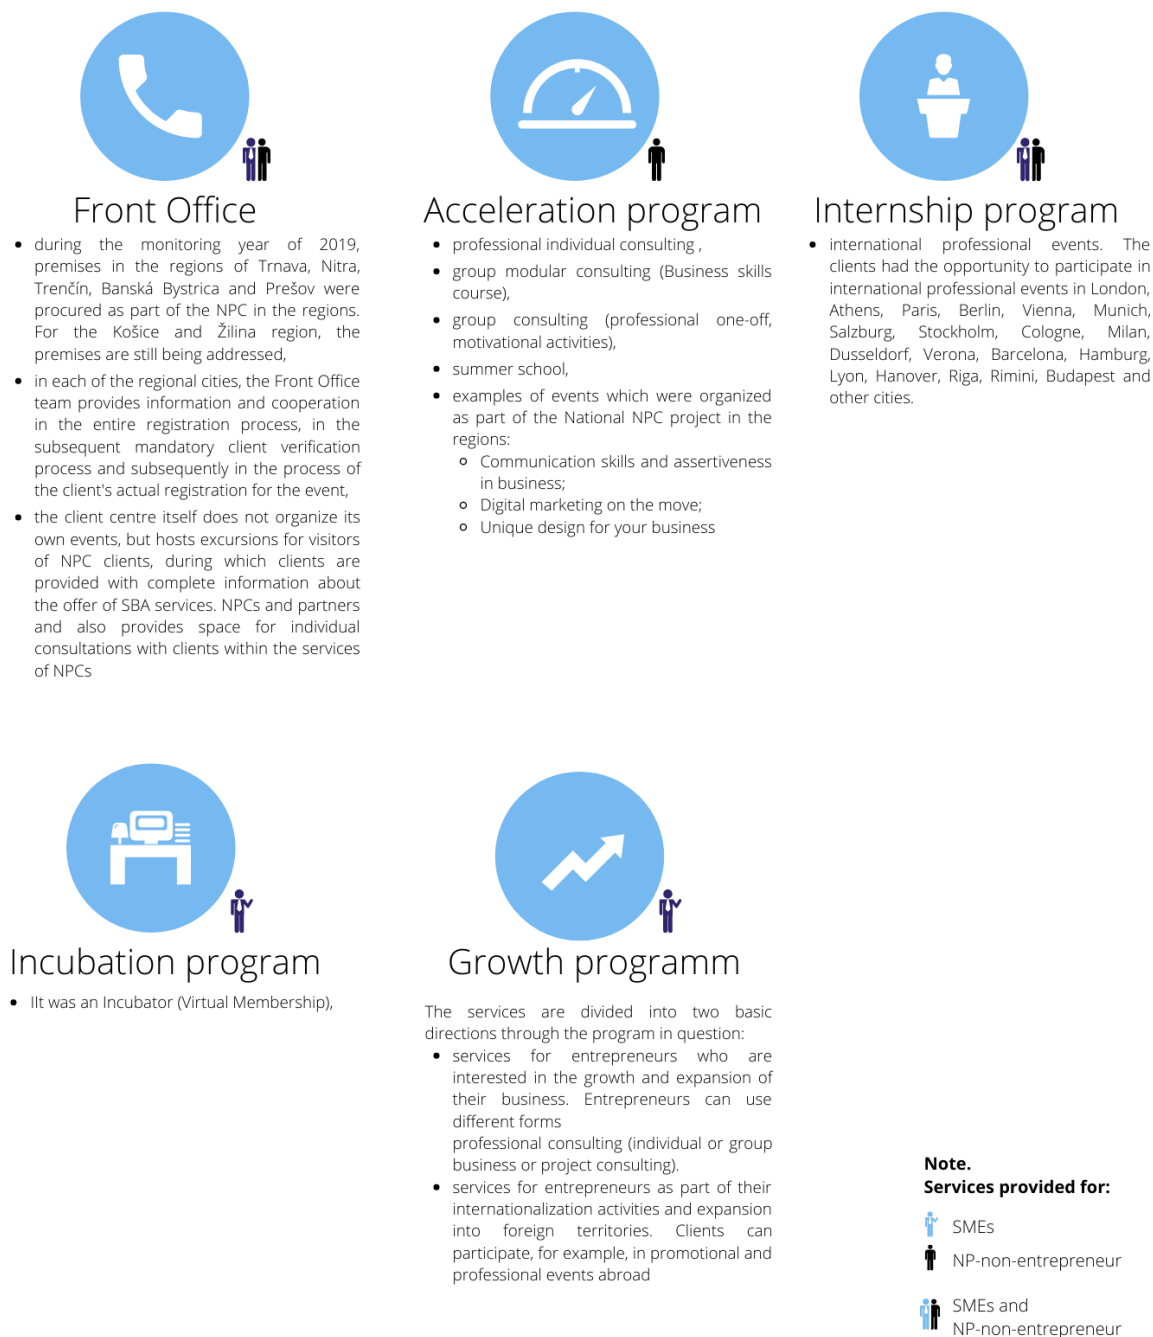 Front Office
during the monitoring year of 2019,
premises in the regions of Trnava, Nitra,
Trenčín, Banská Bystrica and Prešov were
procured as part of the NPC in the regions.
For the Košice and Žilina region, the
premises are still being addressed,
in each of the regional cities, the Front Office
team provides information and cooperation
in the entire registration process, in the
subsequent mandatory client verification
process and subsequently in the process of
the client's actual registration for the event,
the client centre itself does not organize its
own events, but hosts excursions for visitors
of NPC clients, during which clients are
provided with complete information about
the offer of SBA services. NPCs and partners
and also provides space for individual
consultations with clients within the services
of NPCs
Acceleration program
professional individual consulting ,
group modular consulting (Business skills
course),
group consulting (professional one-off,
motivational activities),
summer school,
examples of events which were organized
as part of the National NPC project in the
regions:
Communication skills and assertiveness
in business;
Digital marketing on the move;
Unique design for your business
Internship program
international professional events. The
clients had the opportunity to participate in
international professional events in London,
Athens, Paris, Berlin, Vienna, Munich,
Salzburg, Stockholm, Cologne, Milan,
Dusseldorf, Verona, Barcelona, Hamburg,
Lyon, Hanover, Riga, Rimini, Budapest and
other cities.
Incubation program
IIt was an Incubator (Virtual Membership),
Growth programm
The services are divided into two basic
directions through the program in question:
services for entrepreneurs who are
interested in the growth and expansion of
their business. Entrepreneurs can use
different forms
professional consulting (individual or group
business or project consulting).
services for entrepreneurs as part of their
internationalization activities and expansion
into foreign territories. Clients can
participate, for example, in promotional and
professional events abroad
Note.
Services provided for:
SMEs
NP-non-entrepreneur
SMEs and
NP-non-entrepreneur